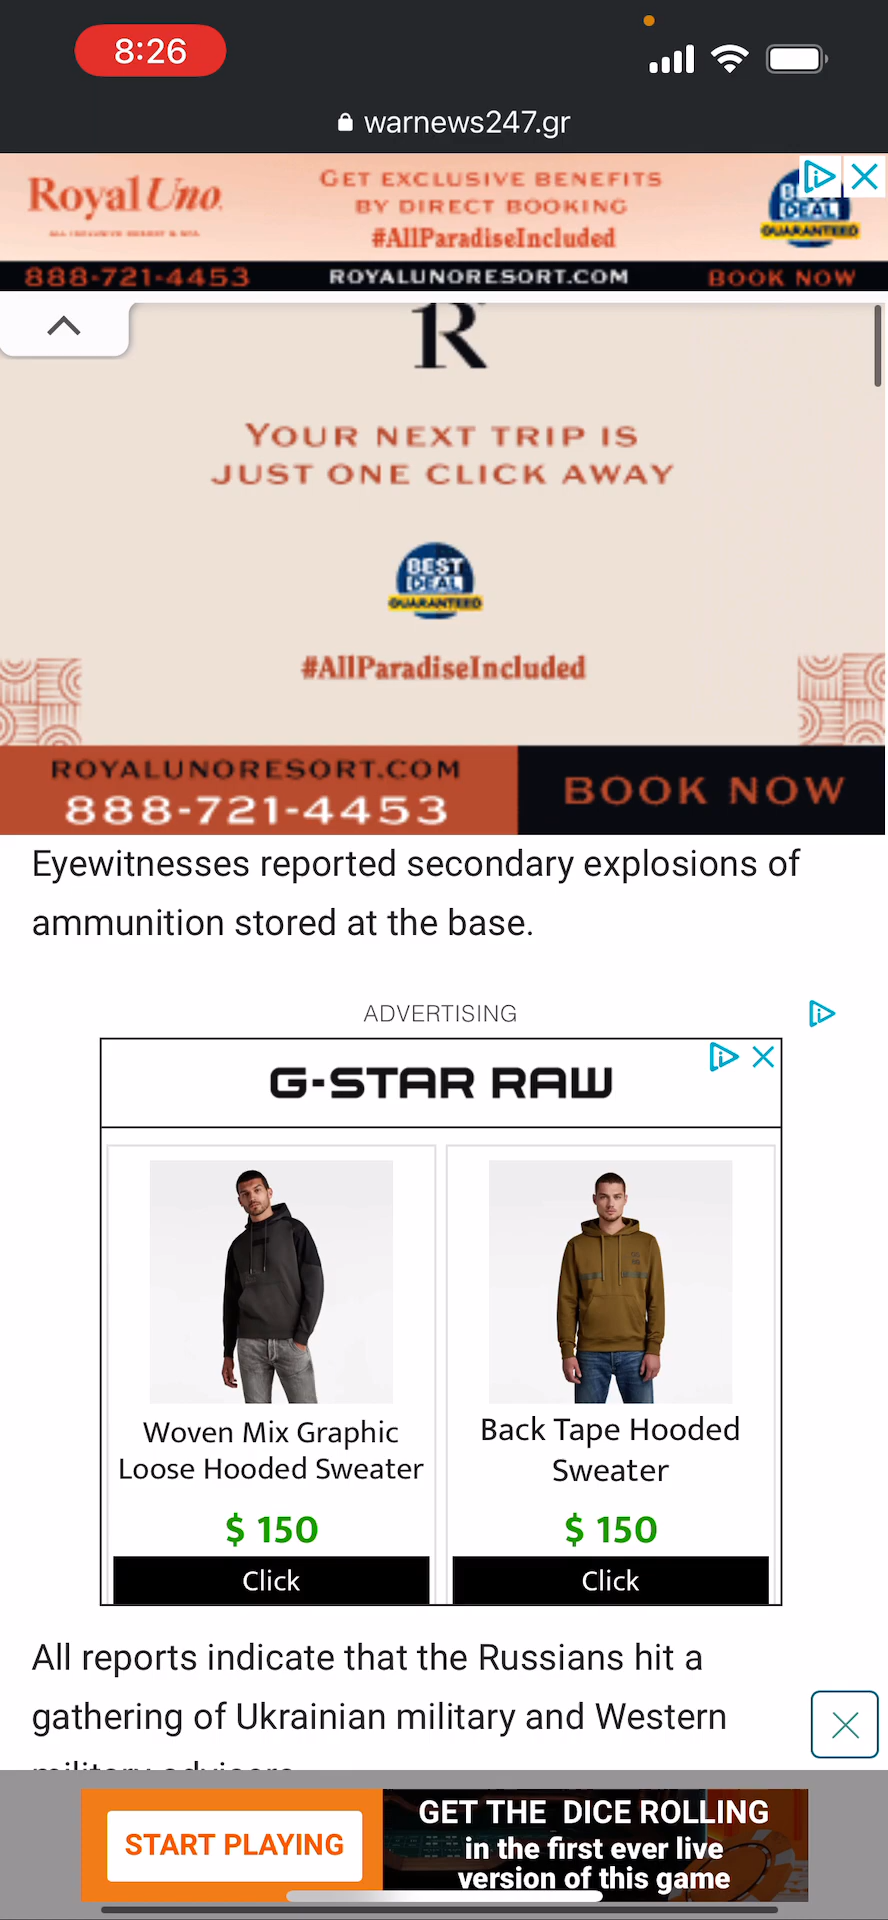 8:26
warnews247.gr
Royal Uno
GET EXCLUSIVE BENEFITS
BY DIRECT BOOKING
#AllParadiseIncluded
BEST
DEAL
GUARANTEED
888-721-4453
ROYALUNORESORT.COM
BOOK NOW
R
YOUR NEXT TRIP IS
JUST ONE CLICK AWAY
BEST
DEAL
GUARANTEED
#AllParadiseIncluded
ROYALUNORESORT.COM
888-721-4453
BOOK NOW
Eyewitnesses reported secondary explosions of
ammunition stored at the base.
ADVERTISING
G-STAR RAW
Woven Mix Graphic
Loose Hooded Sweater
$ 150
Click
Back Tape Hooded
Sweater
$ 150
Click
All reports indicate that the Russians hit a
gathering of Ukrainian military and Western
military advisors
START PLAYING
GET THE DICE ROLLING
in the first ever live
version of this game